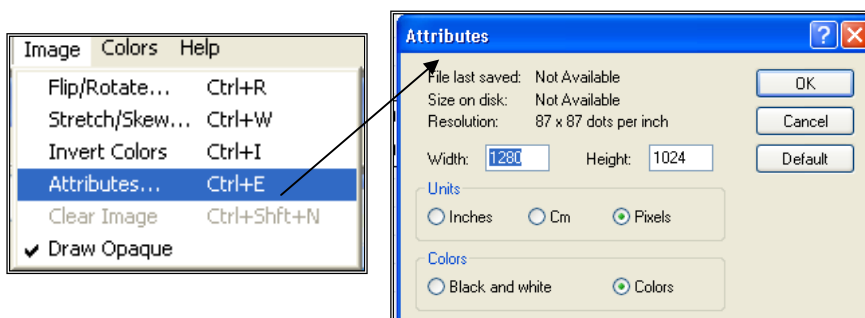 Image Colors Help
Flip/Rotate... Ctrl+R
Stretch/Skew... Ctrl+W
Invert Colors Ctrl+I
Attributes... Ctrl+E
Clear Image Ctrl+Shft+N
Draw Opaque
Attributes
File last saved: Not Available
Size on disk: Not Available
Resolution: 87 x 87 dots per inch
Width: 1280 Height: 1024
Units
Inches Cm Pixels
Colors
Black and white Colors
OK
Cancel
Default